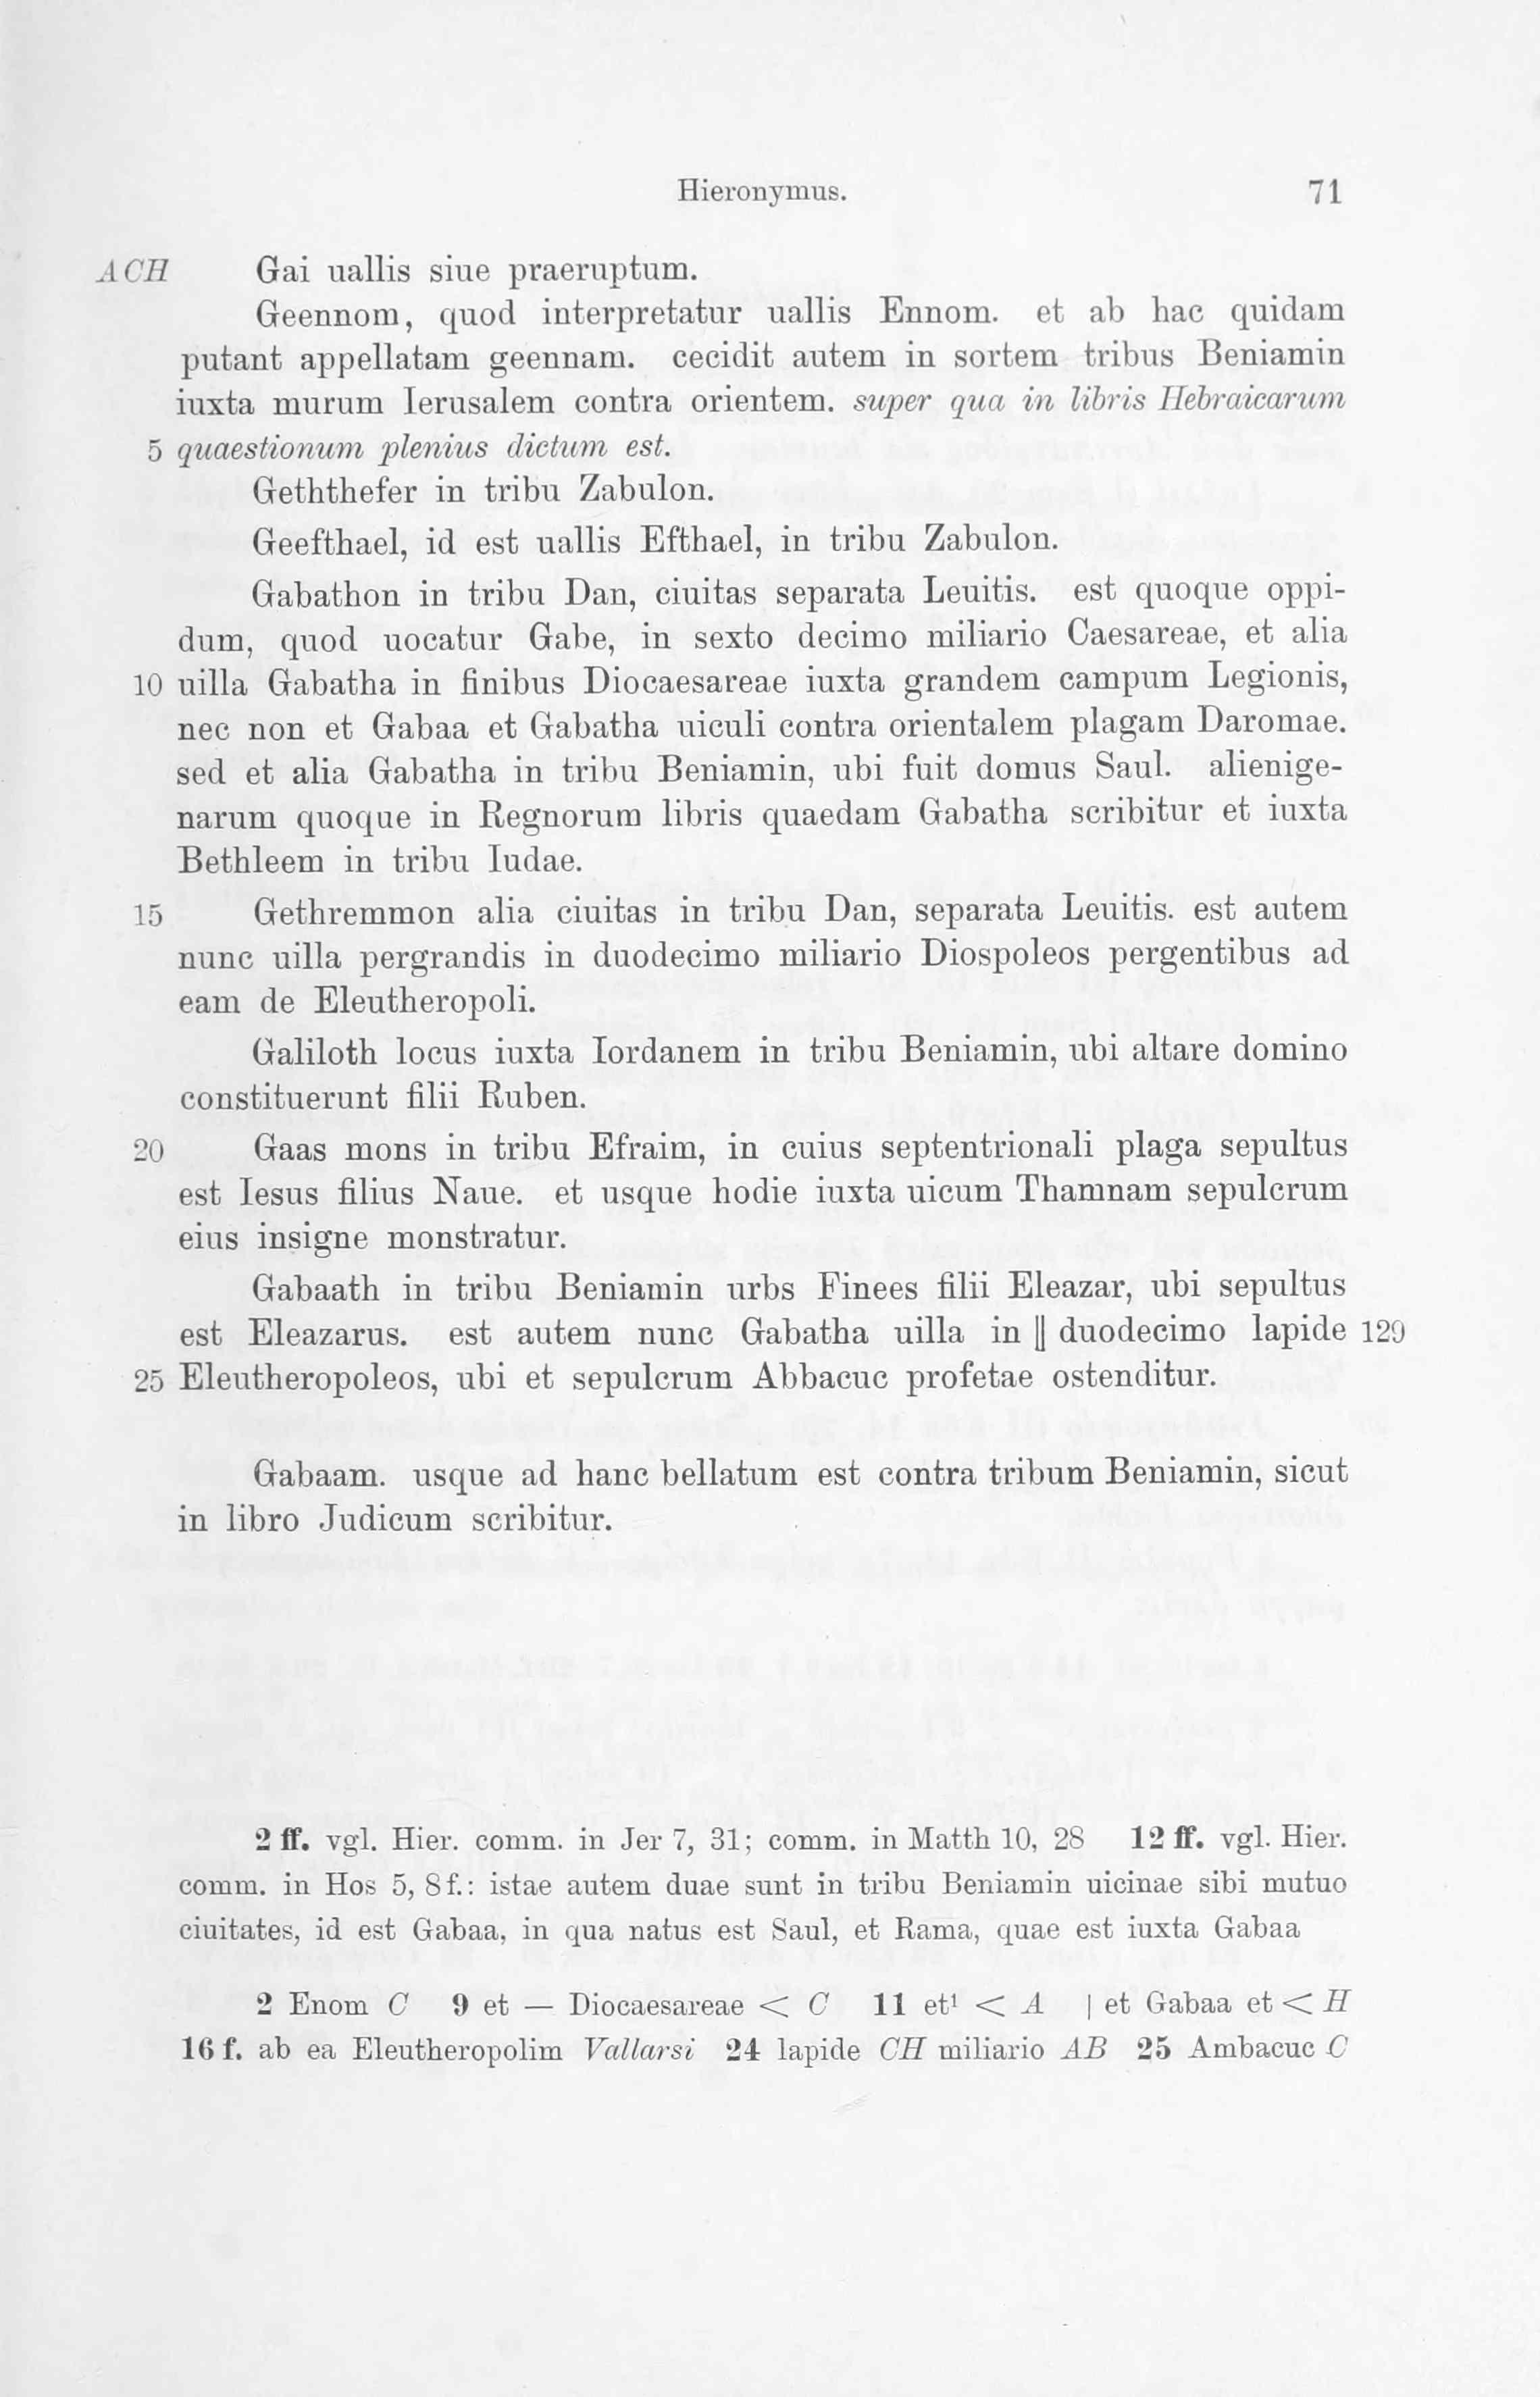 Hieronymus. 71
ACH Gai uallis siue praeruptum.
Geennom, quod interpretatur uallis Ennom. et ab hac quidam
putant appellatam geennam. cecidit autem in sortem tribus Beniamin
iuxta murum Ierusalem contra orientem. super qua in libris Hebraicarum
5 quaestionum plenius dictum est.
Geththefer in tribu Zabulon.
Geefthael, id est uallis Efthael, in tribu Zabulon.
Gabathon in tribu Dan, ciuitas separata Leuitis. est quoque oppi-
dum, quod uocatur Gabe, in sexto decimo miliario Caesareae, et alia
10 uilla Gabatha in finibus Diocaesareae iuxta grandem campum Legionis,
nec non et Gabaa et Gabatha uiculi contra orientalem plagam Daromae.
sed et alia Gabatha in tribu Beniamin, ubi fuit domus Saul. alienige-
narum quoque in Regnorum libris quaedam Gabatha scribitur et iuxta
Bethleem in tribu Iudae.
15 Gethremmon alia ciuitas in tribu Dan, separata Leuitis. est autem
nunc uilla pergrandis in duodecimo miliario Diospoleos pergentibus ad
eam de Eleutheropoli.
Galiloth locus iuxta Iordanem in tribu Beniamin, ubi altare domino
constituerunt filii Ruben.
20 Gaas mons in tribu Efraim, in cuius septentrionali plaga sepultus
est Iesus filius Naue. et usque hodie iuxta uicum Thamnam sepulcrum
eius insigne monstratur.
Gabaath in tribu Beniamin urbs Finees filii Eleazar, ubi sepultus
est Eleazarus. est autem nunc Gabatha uilla in || duodecimo lapide 129
25 Eleutheropoleos, ubi et sepulcrum Abbacuc profetae ostenditur.
Gabaam. usque ad hanc bellatum est contra tribum Beniamin, sicut
in libro Judicum scribitur.
2 ff. vgl. Hier. comm. in Jer 7, 31; comm. in Matth 10, 28 12 ff. vgl. Hier.
comm. in Hos 5, 8 f.: istae autem duae sunt in tribu Beniamin uicinae sibi mutuo
ciuitates, id est Gabaa, in qua natus est Saul, et Rama, quae est iuxta Gabaa
2 Enom C 9 et — Diocaesareae < C 11 et¹ < A | et Gabaa et < H
16 f. ab ea Eleutheropolim Vallarsi 24 lapide CH miliario AB 25 Ambacuc C